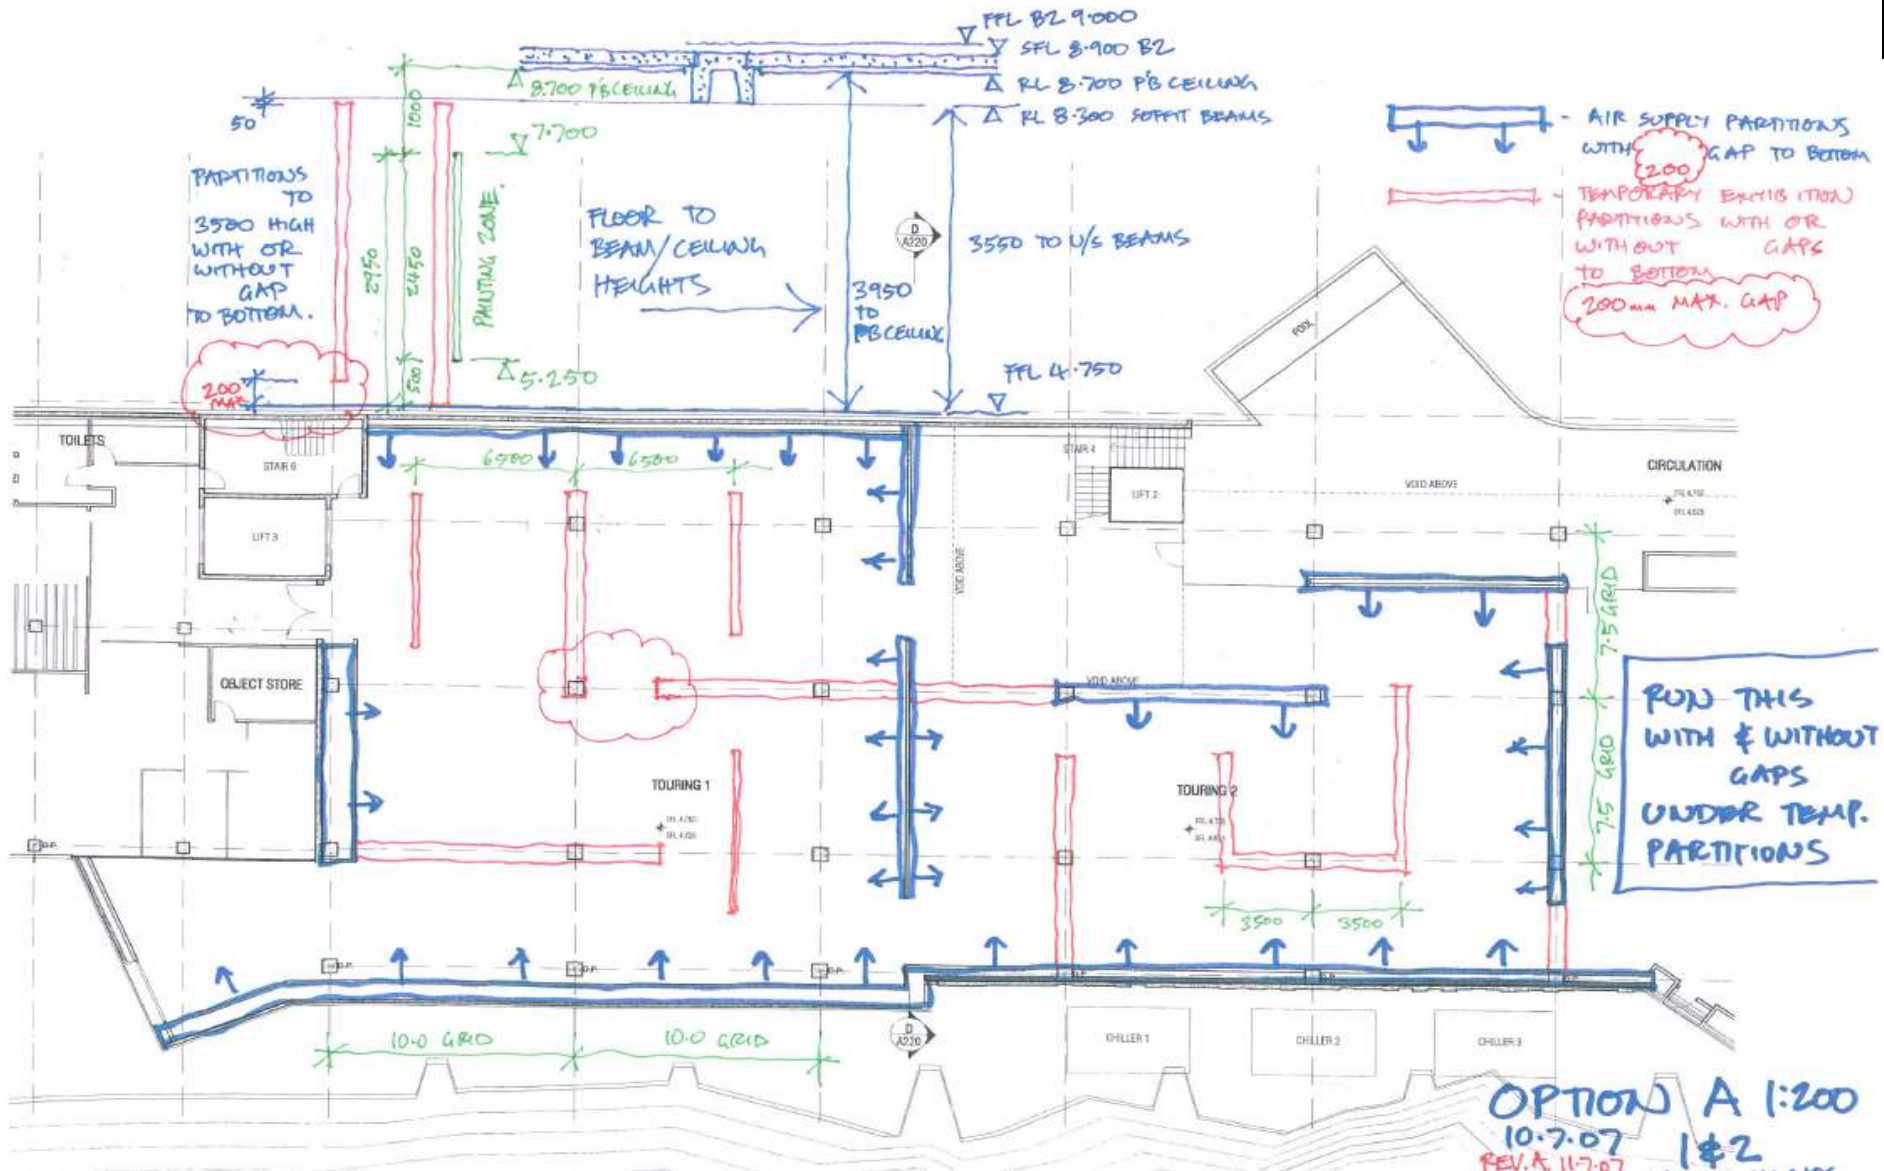 FFL B2 9.000
SFL 8.900 B2
RL 8.700 P'B CEILING
RL 8.300 SOFFIT BEAMS
8.700 P'B CEILING
50
1000
7.700
PARTITIONS
TO
3500 HIGH
WITH OR
WITHOUT
GAP
TO BOTTOM.
2950
2450
500
PAINTING ZONE.
5.250
200
MAX
FLOOR TO
BEAM/CEILING
HEIGHTS
3950
TO
PB CEILING
3550 TO U/S BEAMS
D
A220
FFL 4.750
- AIR SUPPLY PARTITIONS
WITH 200 GAP TO BOTTOM
- TEMPORARY EXHIBITION
PARTITIONS WITH OR
WITHOUT GAPS
TO BOTTOM
200mm MAX. GAP
POOL
TOILETS
STAIR 6
LIFT 3
6500
6500
STAIR 4
LIFT 2
VOID ABOVE
CIRCULATION
VOID ABOVE
7.5 GRID
OBJECT STORE
VOID ABOVE
7.5 GRID
RUN THIS
WITH & WITHOUT
GAPS
UNDER TEMP.
PARTITIONS
TOURING 1
TOURING 2
D.P.
3500
3500
D.P.
D.P.
D.P.
D.P.
D.P.
10.0 GRID
10.0 GRID
D
A220
CHILLER 1
CHILLER 2
CHILLER 3
OPTION A 1:200
10.7.07 1&2
REV.A. 11.7.07